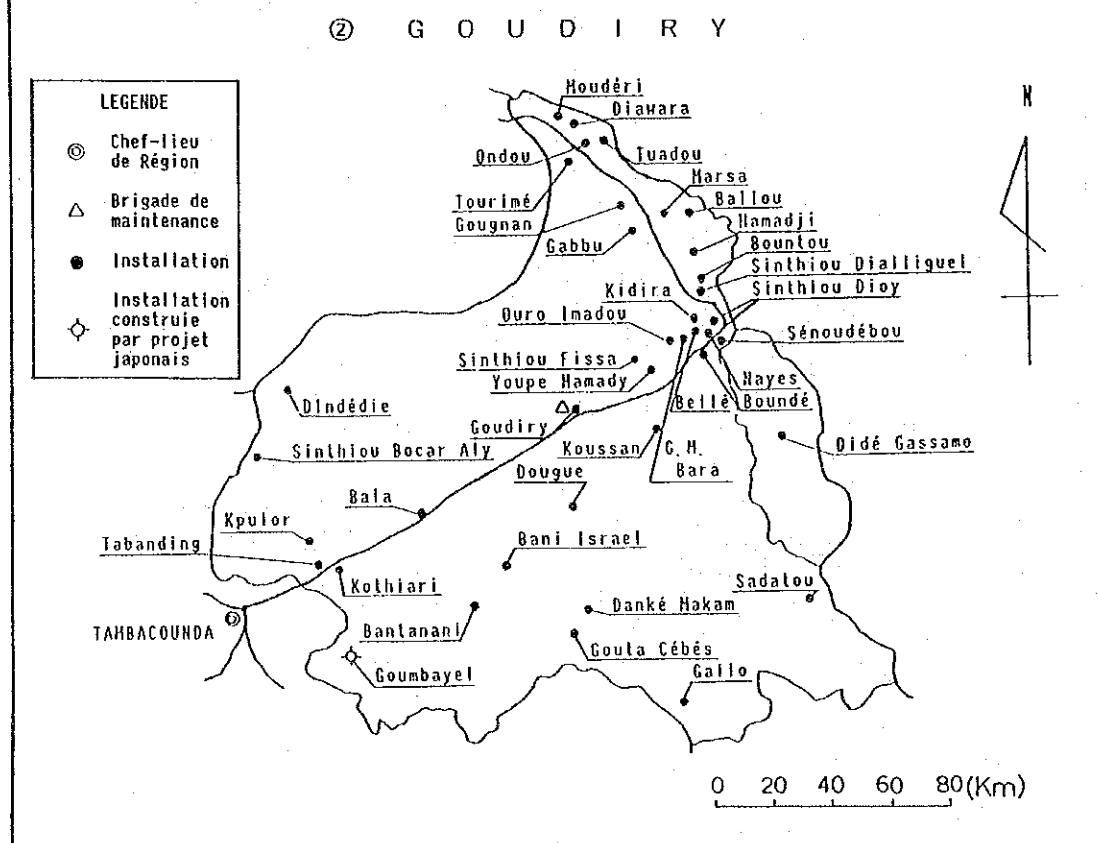 ② GOUDIRY
LEGENDE
Chef-lieu
de Région
Brigade de
maintenance
Installation
Installation
construie
par projet
japonais
N
Moudéri
Diawara
Ondou
Tuadou
Tourimé
Marsa
Gougnan
Ballou
Gabbu
Hamadji
Bountou
Sinthiou Dialliguel
Kidira
Sinthiou Dioy
Ouro Imadou
Sénoudébou
Sinthiou Fissa
Youpe Hamady
Nayes
Dindédie
Bellé
Boundé
Goudiry
Koussan
G.M.
Bara
Didé Gassamo
Sinthiou Bocar Aly
Dougue
Bala
Kpulor
Bani Israel
Tabanding
Kothiari
Sadatou
TAMBACOUNDA
Bantanani
Danké Makam
Goumbayel
Gouta Cébés
Gallo
0 20 40 60 80(Km)